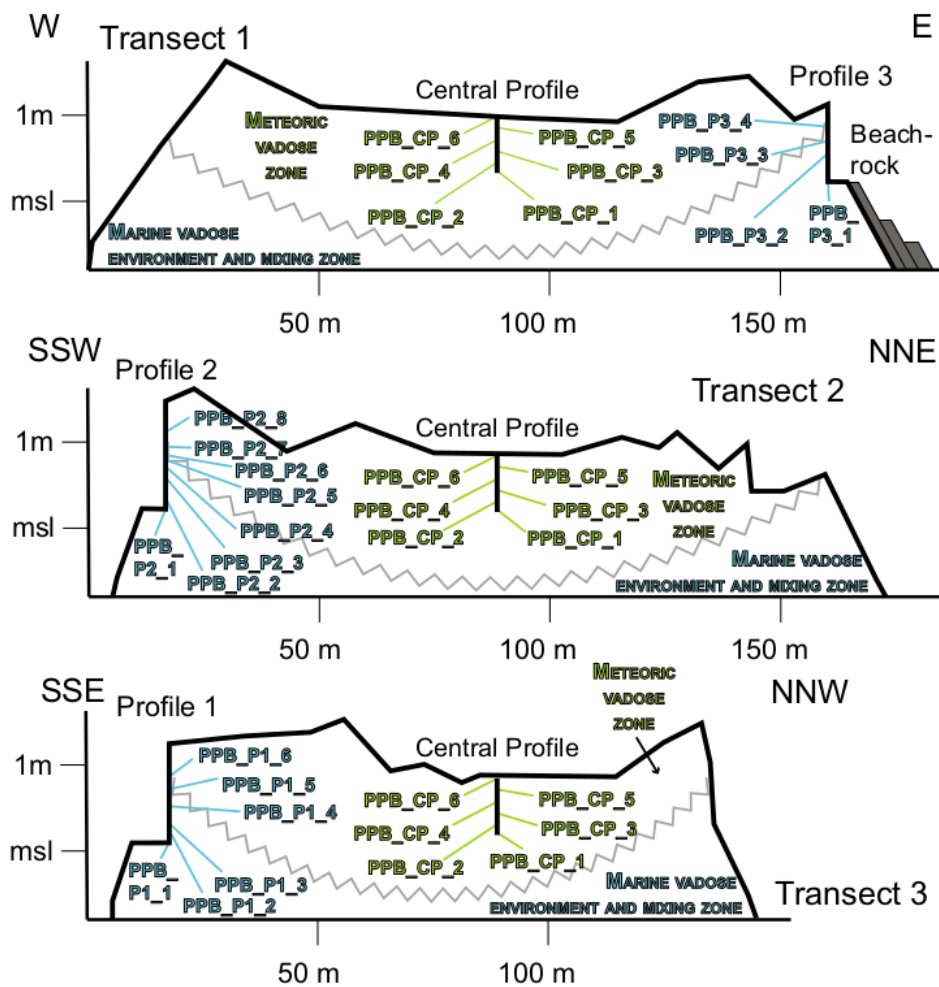 W
E
Transect 1
Central Profile
Profile 3
1m
METEORIC
VADOSE
ZONE
PPB_CP_6
PPB_CP_5
PPB_P3_4
Beach-
rock
PPB_CP_4
PPB_CP_3
PPB_P3_3
msl
PPB_CP_2
PPB_CP_1
PPB_P3_2
PPB_
P3_1
MARINE VADOSE
ENVIRONMENT AND MIXING ZONE
50 m
100 m
150 m
SSW
NNE
Profile 2
Transect 2
PPB_P2_8
Central Profile
1m
PPB_P2_7
PPB_P2_6
PPB_P2_5
PPB_CP_6
PPB_CP_5
METEORIC
VADOSE
ZONE
PPB_CP_4
PPB_CP_3
msl
PPB_P2_4
PPB_CP_2
PPB_CP_1
PPB_
P2_1
PPB_P2_3
PPB_P2_2
MARINE VADOSE
ENVIRONMENT AND MIXING ZONE
50 m
100 m
150 m
SSE
NNW
Profile 1
METEORIC
VADOSE
ZONE
Central Profile
1m
PPB_P1_6
PPB_P1_5
PPB_P1_4
PPB_CP_6
PPB_CP_5
PPB_CP_4
PPB_CP_3
msl
PPB_CP_2
PPB_CP_1
PPB_
P1_1
PPB_P1_3
PPB_P1_2
MARINE VADOSE
ENVIRONMENT AND MIXING ZONE
Transect 3
50 m
100 m